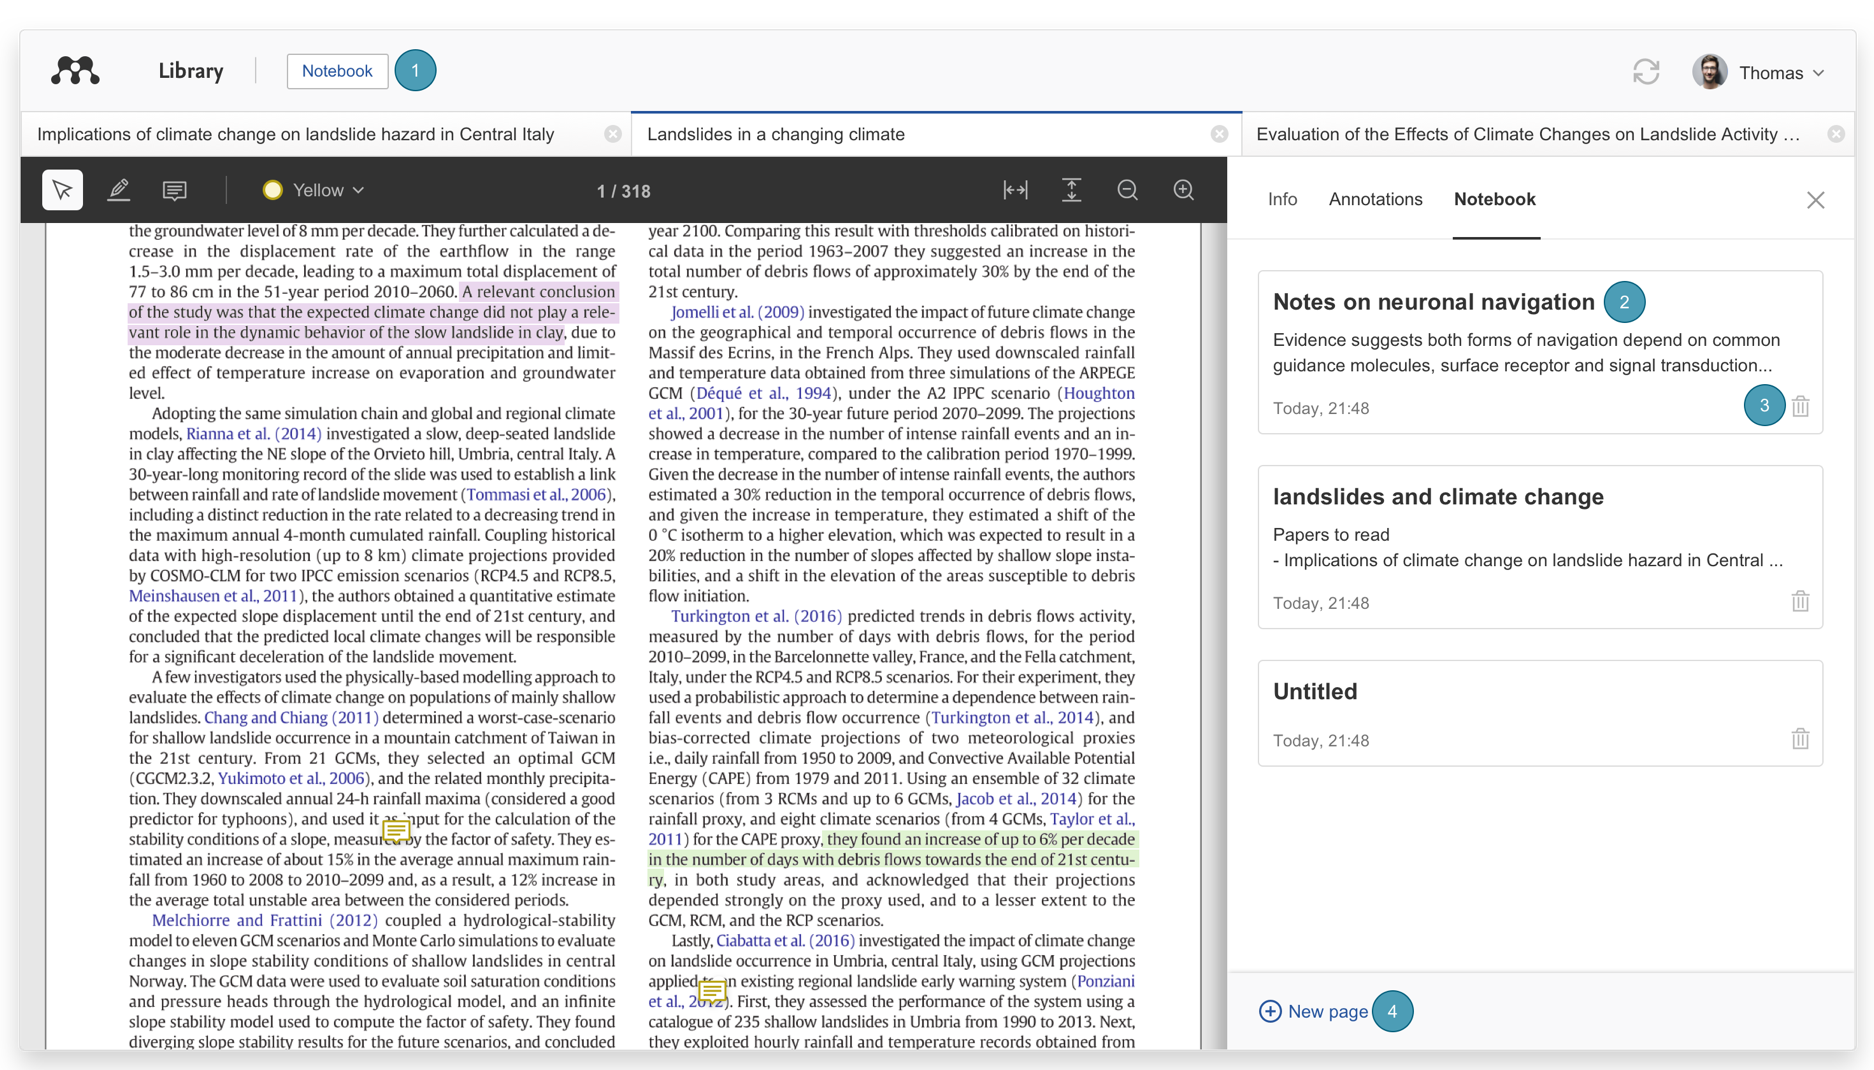 Library
Notebook
1
Thomas
Implications of climate change on landslide hazard in Central Italy
Landslides in a changing climate
Evaluation of the Effects of Climate Changes on Landslide Activity ...
Yellow
1 / 318
the groundwater level of 8 mm per decade. They further calculated a de-
crease in the displacement rate of the earthflow in the range
1.5–3.0 mm per decade, leading to a maximum total displacement of
77 to 86 cm in the 51-year period 2010–2060. A relevant conclusion
of the study was that the expected climate change did not play a rele-
vant role in the dynamic behavior of the slow landslide in clay, due to
the moderate decrease in the amount of annual precipitation and limit-
ed effect of temperature increase on evaporation and groundwater
level.
Adopting the same simulation chain and global and regional climate
models, Rianna et al. (2014) investigated a slow, deep-seated landslide
in clay affecting the NE slope of the Orvieto hill, Umbria, central Italy. A
30-year-long monitoring record of the slide was used to establish a link
between rainfall and rate of landslide movement (Tommasi et al., 2006),
including a distinct reduction in the rate related to a decreasing trend in
the maximum annual 4-month cumulated rainfall. Coupling historical
data with high-resolution (up to 8 km) climate projections provided
by COSMO-CLM for two IPCC emission scenarios (RCP4.5 and RCP8.5,
Meinshausen et al., 2011), the authors obtained a quantitative estimate
of the expected slope displacement until the end of 21st century, and
concluded that the predicted local climate changes will be responsible
for a significant deceleration of the landslide movement.
A few investigators used the physically-based modelling approach to
evaluate the effects of climate change on populations of mainly shallow
landslides. Chang and Chiang (2011) determined a worst-case-scenario
for shallow landslide occurrence in a mountain catchment of Taiwan in
the 21st century. From 21 GCMs, they selected an optimal GCM
(CGCM2.3.2, Yukimoto et al., 2006), and the related monthly precipita-
tion. They downscaled annual 24-h rainfall maxima (considered a good
predictor for typhoons), and used it input for the calculation of the
stability conditions of a slope, the factor of safety. They es-
timated an increase of about 15% in the average annual maximum rain-
fall from 1960 to 2008 to 2010–2099 and, as a result, a 12% increase in
the average total unstable area between the considered periods.
Melchiorre and Frattini (2012) coupled a hydrological-stability
model to eleven GCM scenarios and Monte Carlo simulations to evaluate
changes in slope stability conditions of shallow landslides in central
Norway. The GCM data were used to evaluate soil saturation conditions
and pressure heads through the hydrological model, and an infinite
slope stability model used to compute the factor of safety. They found
diverging slope stability results for the future scenarios, and concluded
year 2100. Comparing this result with thresholds calibrated on histori-
cal data in the period 1963–2007 they suggested an increase in the
total number of debris flows of approximately 30% by the end of the
21st century.
Jomelli et al. (2009) investigated the impact of future climate change
on the geographical and temporal occurrence of debris flows in the
Massif des Ecrins, in the French Alps. They used downscaled rainfall
and temperature data obtained from three simulations of the ARPEGE
GCM (Déqué et al., 1994), under the A2 IPPC scenario (Houghton
et al., 2001), for the 30-year future period 2070–2099. The projections
showed a decrease in the number of intense rainfall events and an in-
crease in temperature, compared to the calibration period 1970–1999.
Given the decrease in the number of intense rainfall events, the authors
estimated a 30% reduction in the temporal occurrence of debris flows,
and given the increase in temperature, they estimated a shift of the
0 °C isotherm to a higher elevation, which was expected to result in a
20% reduction in the number of slopes affected by shallow slope insta-
bilities, and a shift in the elevation of the areas susceptible to debris
flow initiation.
Turkington et al. (2016) predicted trends in debris flows activity,
measured by the number of days with debris flows, for the period
2010–2099, in the Barcelonnette valley, France, and the Fella catchment,
Italy, under the RCP4.5 and RCP8.5 scenarios. For their experiment, they
used a probabilistic approach to determine a dependence between rain-
fall events and debris flow occurrence (Turkington et al., 2014), and
bias-corrected climate projections of two meteorological proxies
i.e., daily rainfall from 1950 to 2009, and Convective Available Potential
Energy (CAPE) from 1979 and 2011. Using an ensemble of 32 climate
scenarios (from 3 RCMs and up to 6 GCMs, Jacob et al., 2014) for the
rainfall proxy, and eight climate scenarios (from 4 GCMs, Taylor et al.,
2011) for the CAPE proxy, they found an increase of up to 6% per decade
in the number of days with debris flows towards the end of 21st centu-
ry, in both study areas, and acknowledged that their projections
depended strongly on the proxy used, and to a lesser extent to the
GCM, RCM, and the RCP scenarios.
Lastly, Ciabatta et al. (2016) investigated the impact of climate change
on landslide occurrence in Umbria, central Italy, using GCM projections
applied existing regional landslide early warning system (Ponziani
et al., First, they assessed the performance of the system using a
catalogue of 235 shallow landslides in Umbria from 1990 to 2013. Next,
they exploited hourly rainfall and temperature records obtained from
Info
Annotations
Notebook
Notes on neuronal navigation
2
Evidence suggests both forms of navigation depend on common
guidance molecules, surface receptor and signal transduction...
Today, 21:48
3
landslides and climate change
Papers to read
- Implications of climate change on landslide hazard in Central ...
Today, 21:48
Untitled
Today, 21:48
New page
4